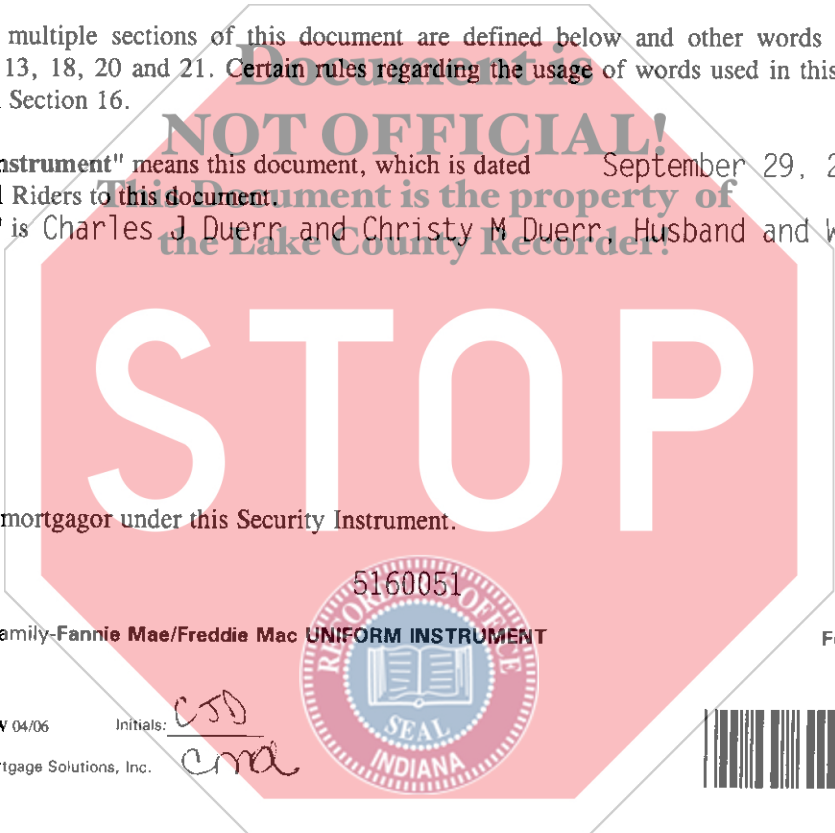 multiple sections of this document are defined below and other words
Document is
13, 18, 20 and 21. Certain rules regarding the usage of words used in this
Section 16.
NOT OFFICIAL!
nstrument" means this document, which is dated September 29, 2
This Document is the property of
Riders to this document.
" is Charles J Duerr and Christy M Duerr, Husband and W
the Lake County Recorder!
STOP
mortgagor under this Security Instrument.
5160051
RECORDER'S OFFICE
amily-Fannie Mae/Freddie Mac UNIFORM INSTRUMENT
F
SEAL
INDIANA
04/06 Initials: CJD
tgage Solutions, Inc. CMD